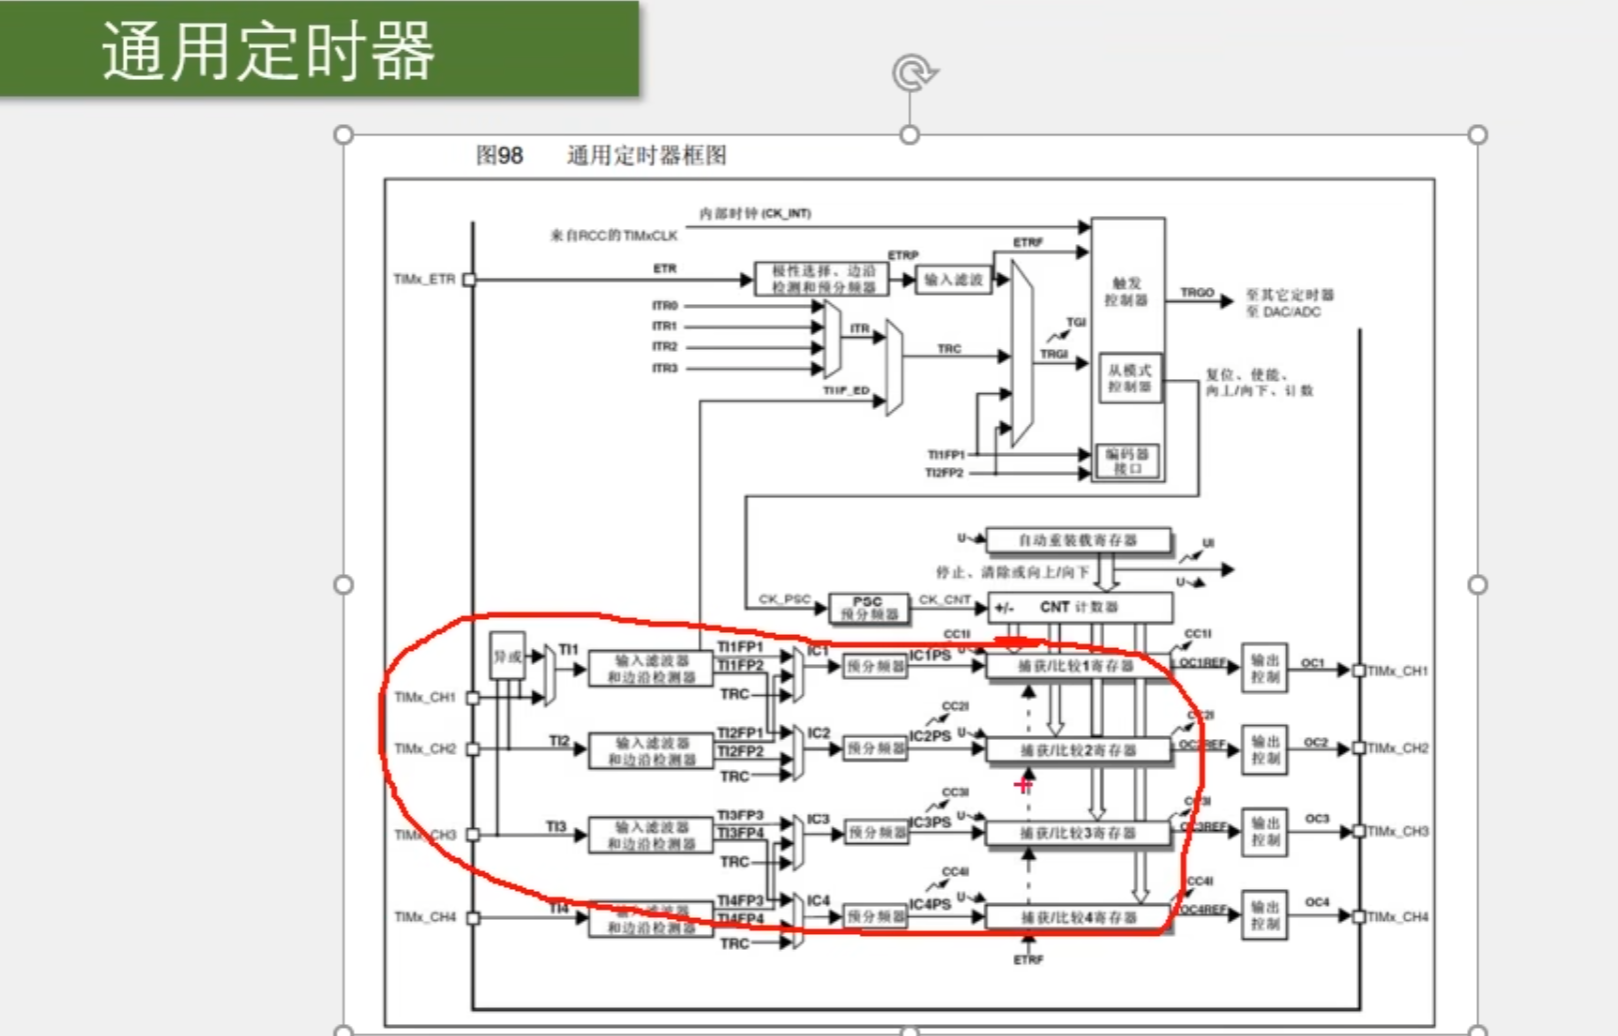 通用定时器
图98 通用定时器框图
内部时钟 (CK_INT)
来自RCC的TIMxCLK
ETRF
ETRP
TIMx_ETR
ETR
极性选择、边沿
检测和预分频器
输入滤波
触发
控制器
TRGO
至其它定时器
至 DAC/ADC
ITR0
ITR1
ITR2
ITR3
ITR
TRC
TGI
TRGI
从模式
控制器
复位、使能、
向上/向下、计数
TI1F_ED
TI1FP1
TI2FP2
编码器
接口
U
自动重装载寄存器
UI
停止、清除或向上/向下
U
CK_PSC
PSC
预分频器
CK_CNT
+/-
CNT 计数器
异或
TI1
输入滤波器
和边沿检测器
TI1FP1
TI1FP2
TRC
IC1
预分频器
IC1PS
CC1I
U
捕获/比较1寄存器
CC1I
OC1REF
输出
控制
OC1
TIMx_CH1
TIMx_CH1
TIMx_CH2
TI2
输入滤波器
和边沿检测器
TI2FP1
TI2FP2
TRC
IC2
预分频器
IC2PS
CC2I
U
捕获/比较2寄存器
CC2I
OC2REF
输出
控制
OC2
TIMx_CH2
TIMx_CH3
TI3
输入滤波器
和边沿检测器
TI3FP3
TI3FP4
TRC
IC3
预分频器
IC3PS
CC3I
U
捕获/比较3寄存器
CC3I
OC3REF
输出
控制
OC3
TIMx_CH3
TIMx_CH4
TI4
输入滤波器
和边沿检测器
TI4FP3
TI4FP4
TRC
IC4
预分频器
IC4PS
CC4I
U
捕获/比较4寄存器
CC4I
OC4REF
输出
控制
OC4
TIMx_CH4
ETRF